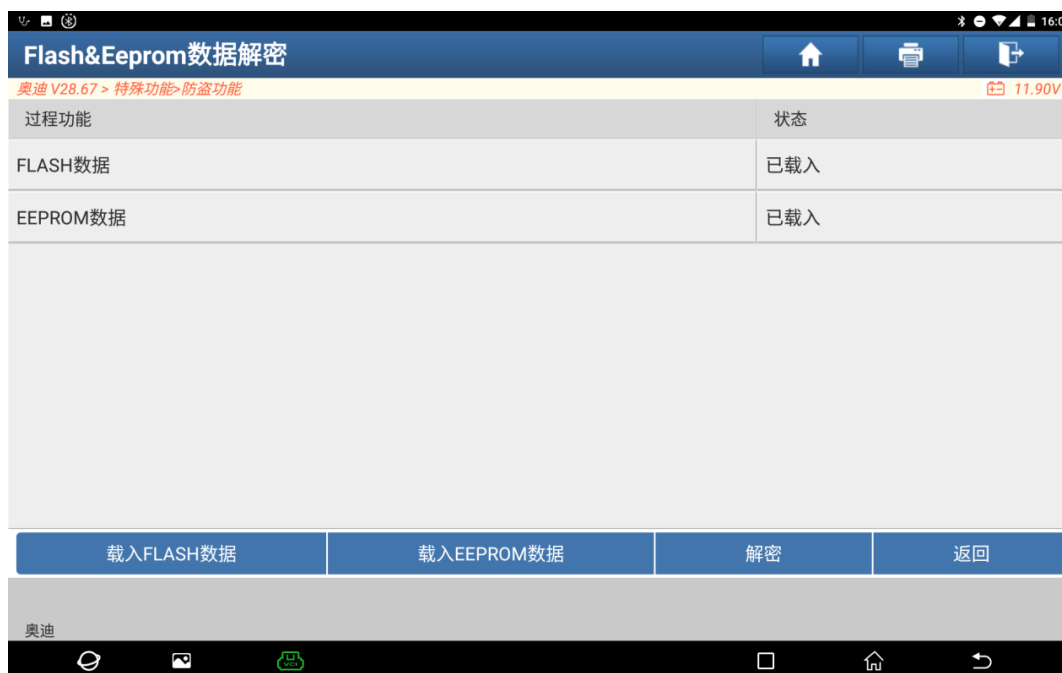 16:0
Flash&Eeprom数据解密
奥迪 V28.67 > 特殊功能>防盗功能 11.90V
过程功能 状态
FLASH数据 已载入
EEPROM数据 已载入
载入FLASH数据 载入EEPROM数据 解密 返回
奥迪
VCI